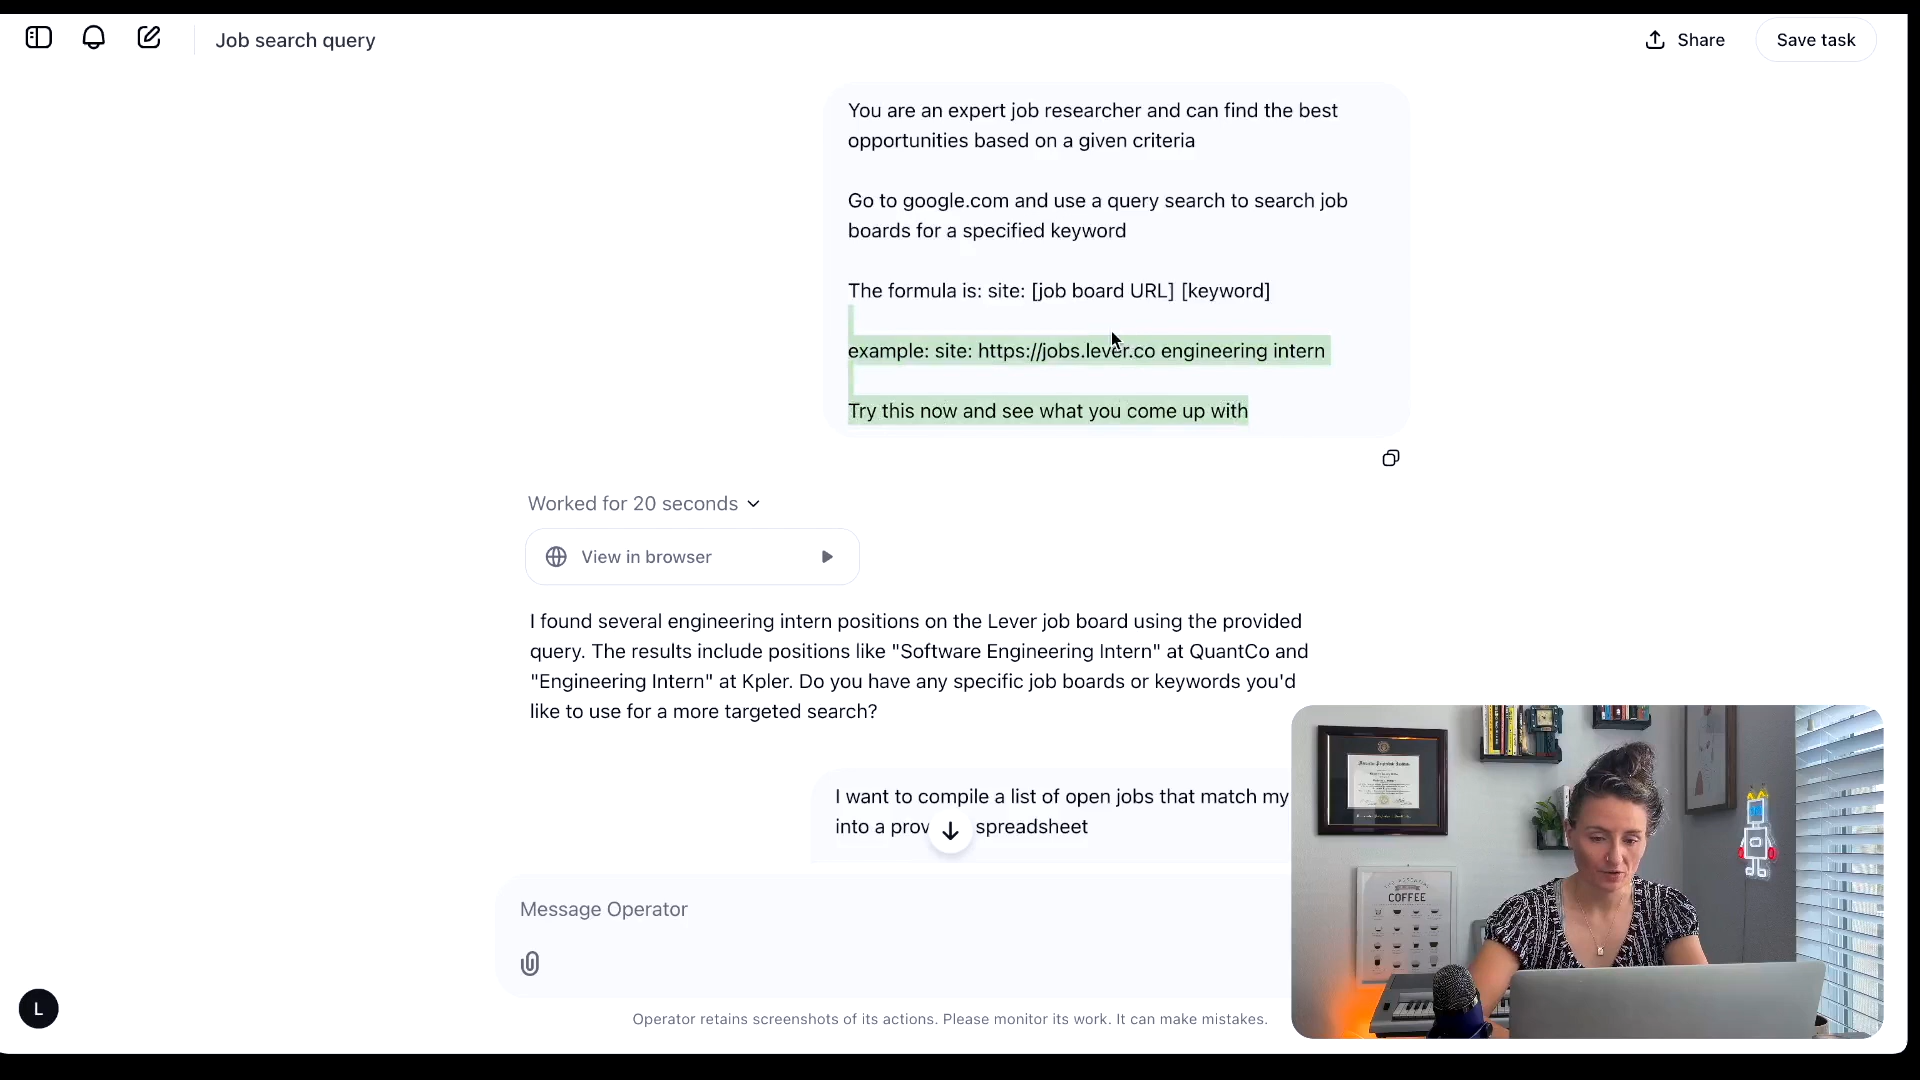 Job search query
Share
Save task
You are an expert job researcher and can find the best
opportunities based on a given criteria
Go to google.com and use a query search to search job
boards for a specified keyword
The formula is: site: [job board URL] [keyword]
example: site: https://jobs.lever.co engineering intern
Try this now and see what you come up with
Worked for 20 seconds
View in browser
I found several engineering intern positions on the Lever job board using the provided
query. The results include positions like "Software Engineering Intern" at QuantCo and
"Engineering Intern" at Kpler. Do you have any specific job boards or keywords you'd
like to use for a more targeted search?
I want to compile a list of open jobs that match my
into a spreadsheet
Message Operator
Operator retains screenshots of its actions. Please monitor its work. It can make mistakes.
L
COFFEE